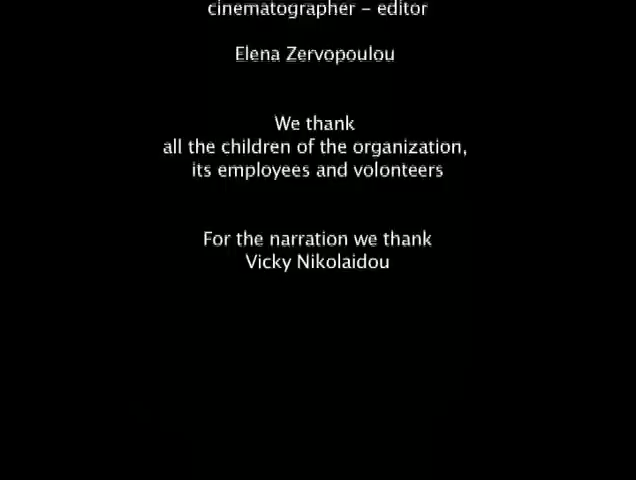 cinematographer – editor
Elena Zervopoulou
We thank
all the children of the organization,
its employees and volonteers
For the narration we thank
Vicky Nikolaidou